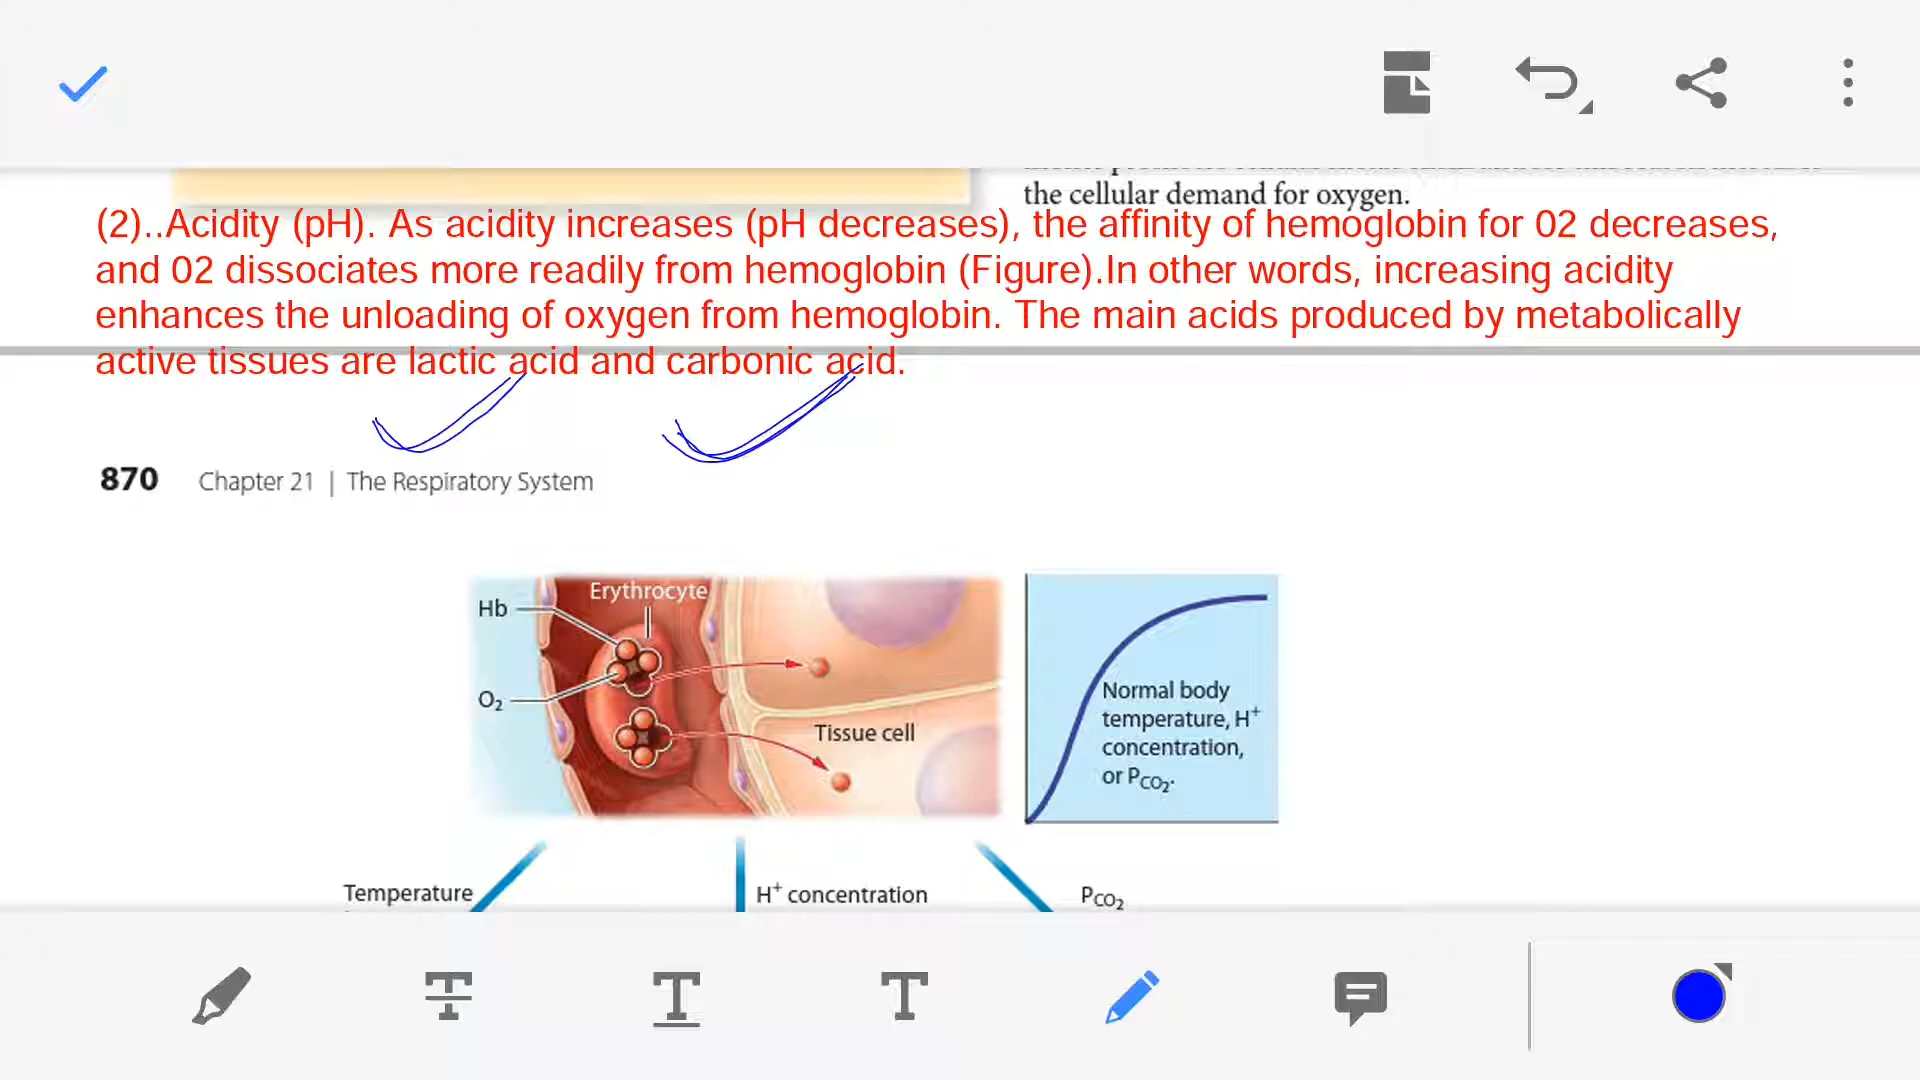 the cellular demand for oxygen.
(2)..Acidity (pH). As acidity increases (pH decreases), the affinity of hemoglobin for 02 decreases,
and 02 dissociates more readily from hemoglobin (Figure).In other words, increasing acidity
enhances the unloading of oxygen from hemoglobin. The main acids produced by metabolically
active tissues are lactic acid and carbonic acid.
870 Chapter 21 | The Respiratory System
Erythrocyte
Hb
O₂
Tissue cell
Normal body
temperature, H⁺
concentration,
or PCO₂.
Temperature
H⁺ concentration
PCO₂